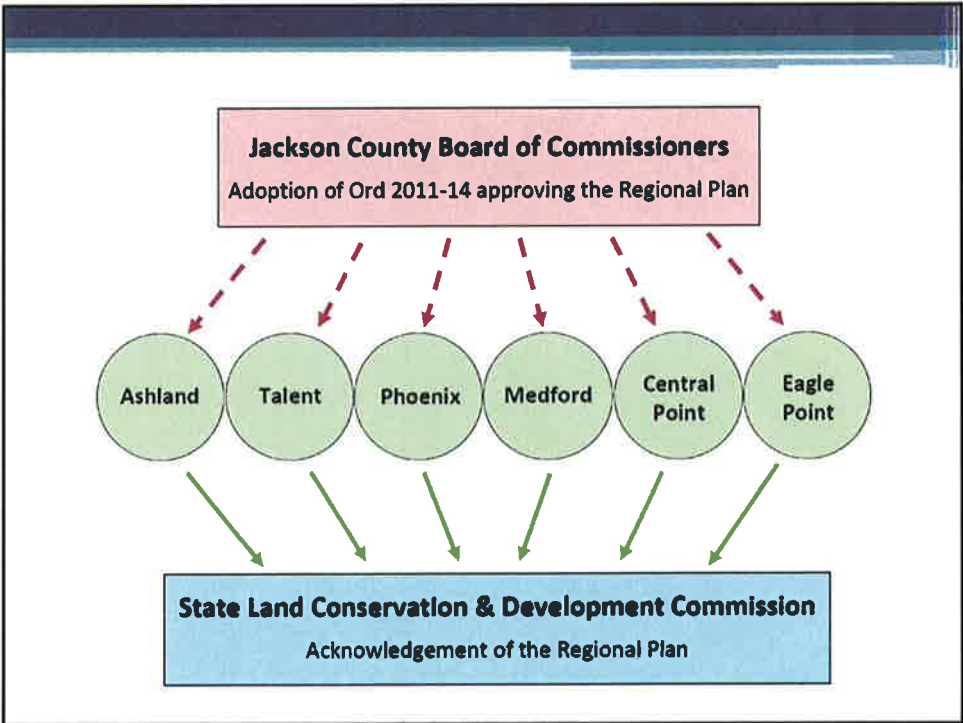 Jackson County Board of Commissioners
Adoption of Ord 2011-14 approving the Regional Plan
Ashland
Talent
Phoenix
Medford
Central
Point
Eagle
Point
State Land Conservation & Development Commission
Acknowledgement of the Regional Plan